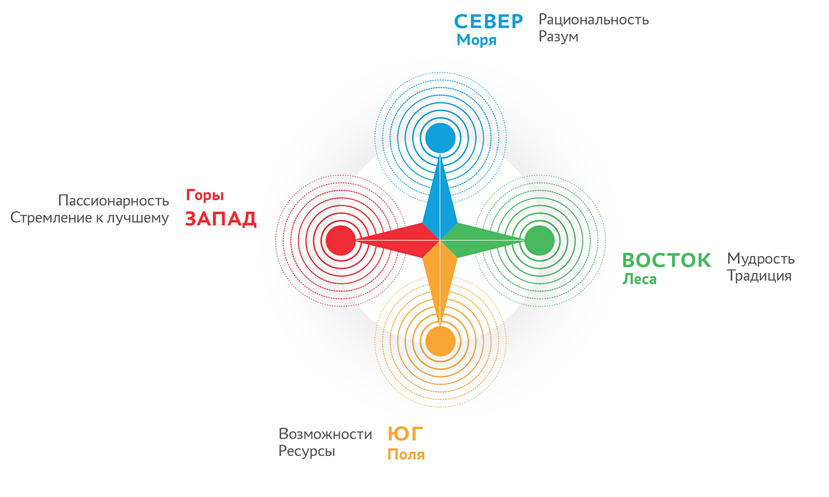 СЕВЕР
Моря
Рациональность
Разум
Пассионарность
Стремление к лучшему
Горы
ЗАПАД
ВОСТОК
Леса
Мудрость
Традиция
Возможности
Ресурсы
ЮГ
Поля